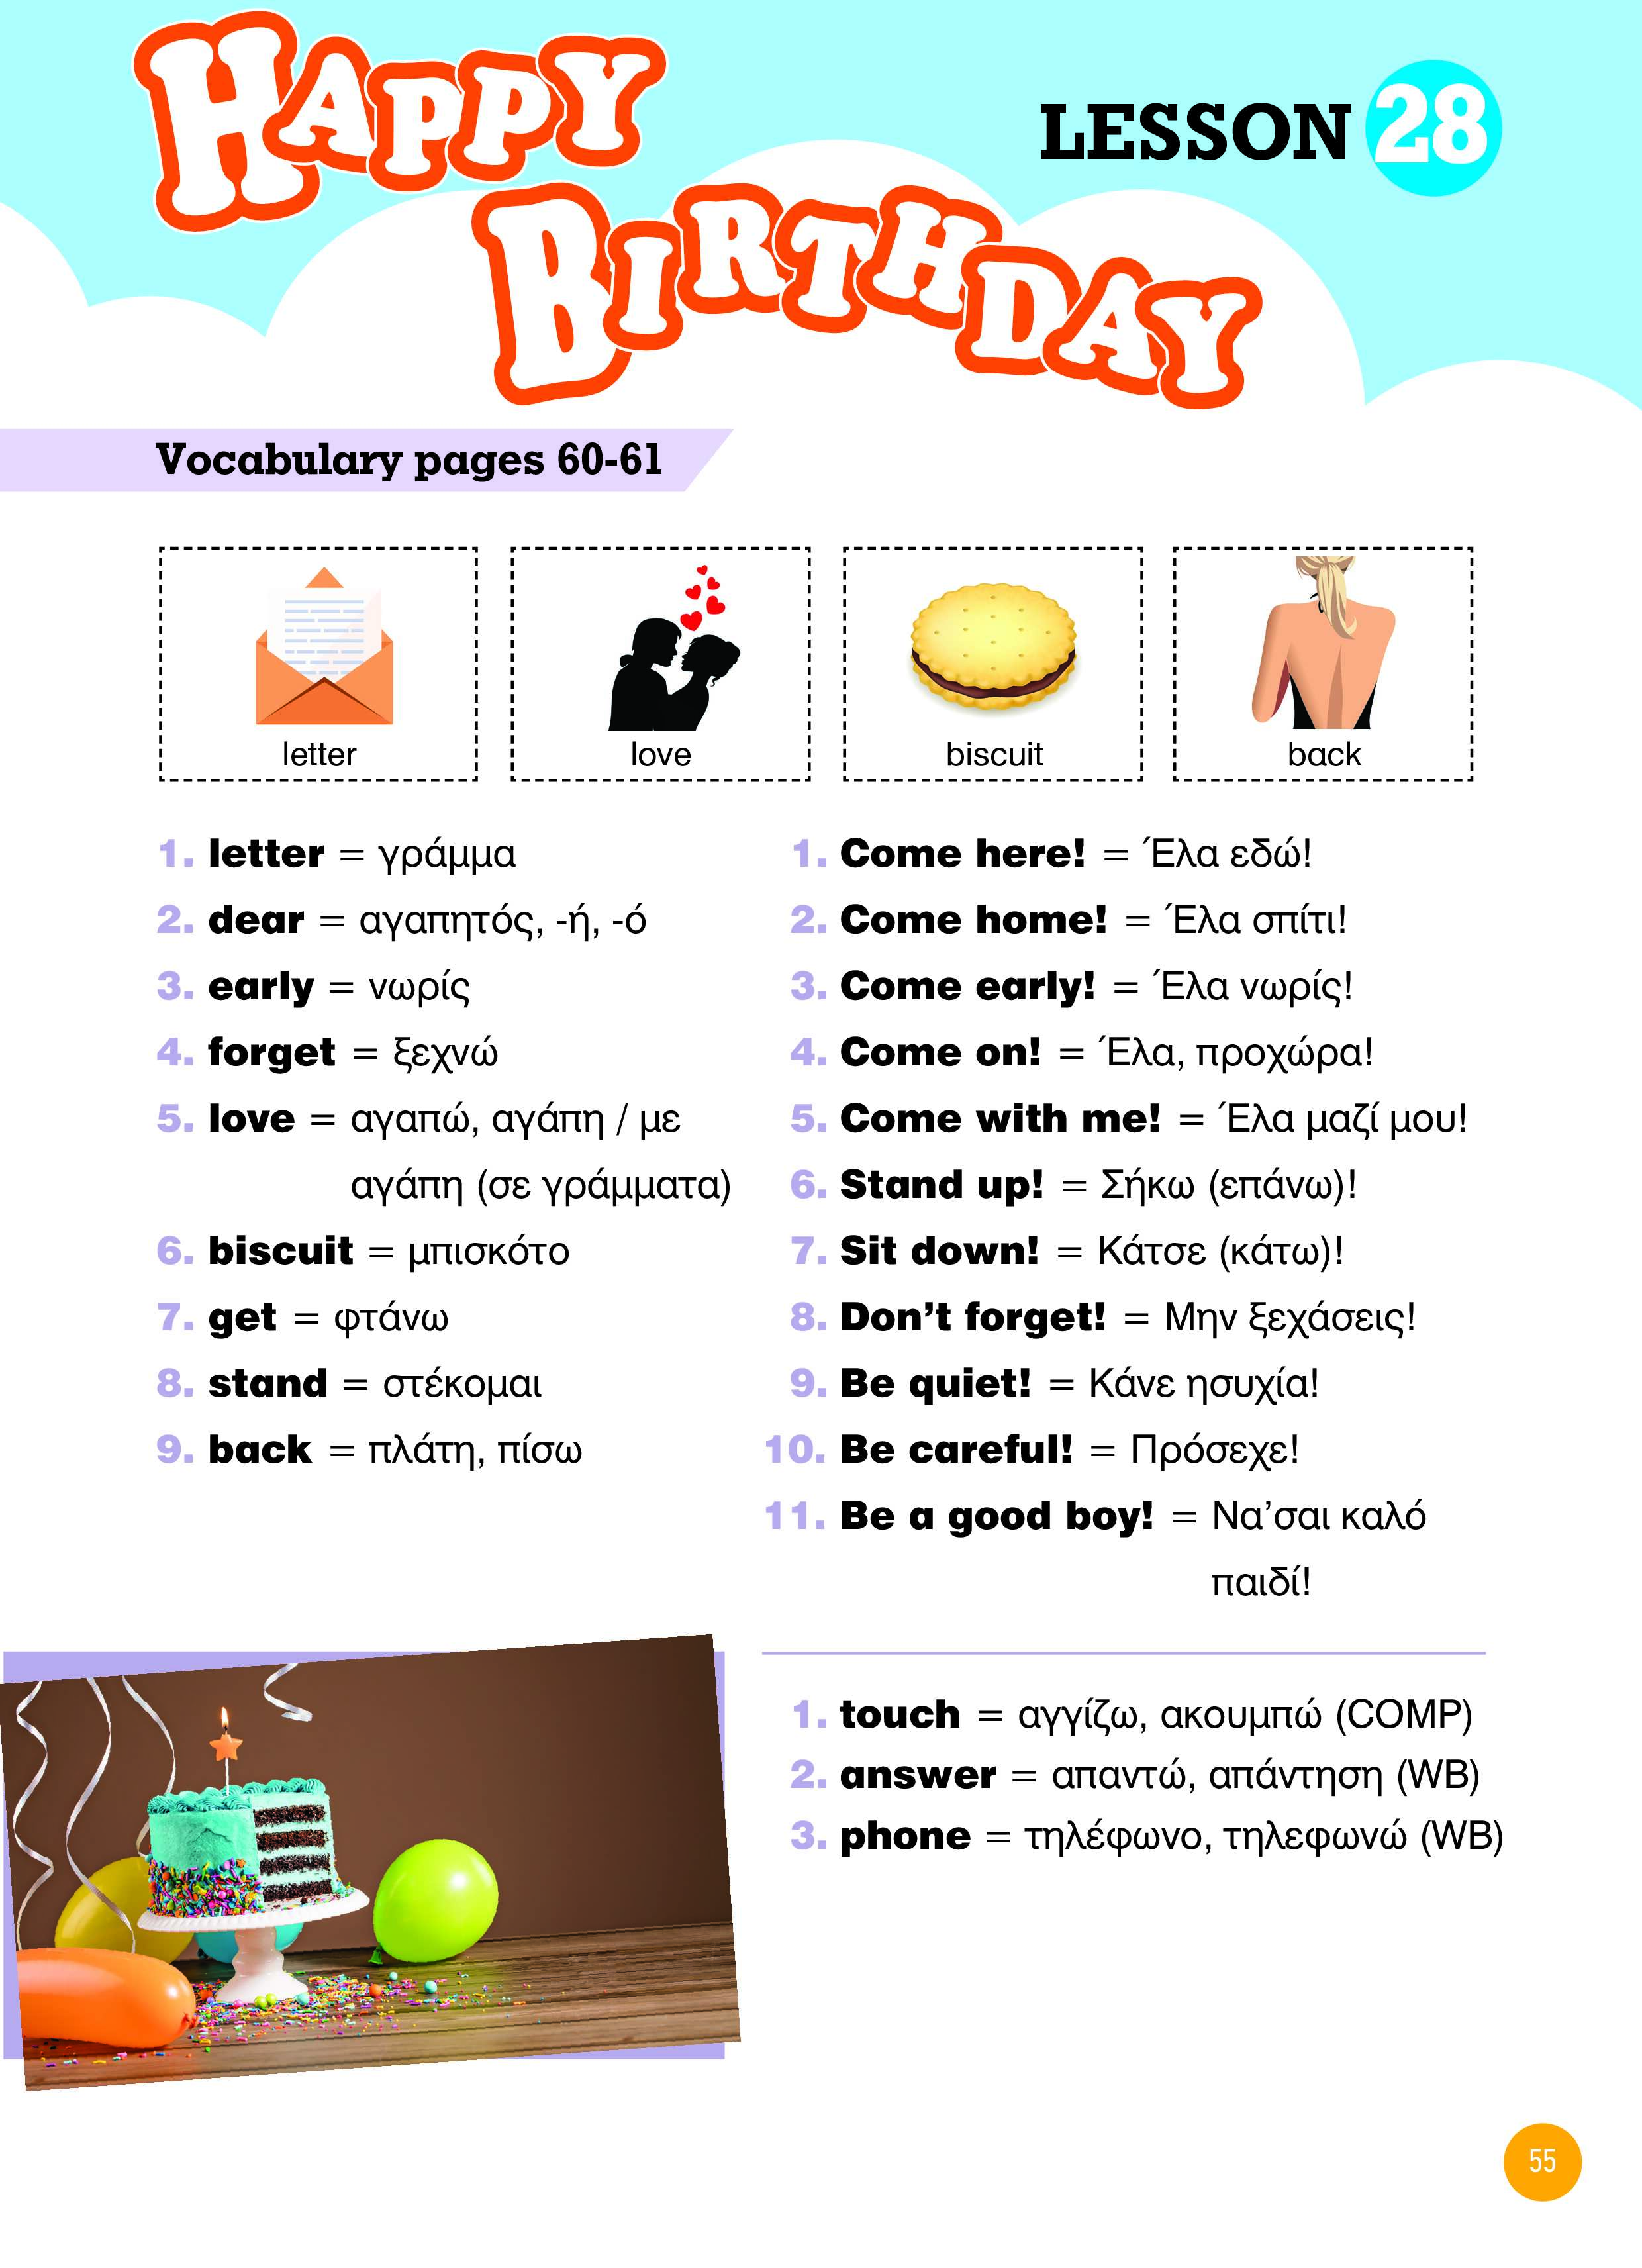 HAPPY
BIRTHDAY
LESSON 28
Vocabulary pages 60-61
letter
love
biscuit
back
1. letter = γράμμα
2. dear = αγαπητός, -ή, -ό
3. early = νωρίς
4. forget = ξεχνώ
5. love = αγαπώ, αγάπη / με
αγάπη (σε γράμματα)
6. biscuit = μπισκότο
7. get = φτάνω
8. stand = στέκομαι
9. back = πλάτη, πίσω
1. Come here! = Έλα εδώ!
2. Come home! = Έλα σπίτι!
3. Come early! = Έλα νωρίς!
4. Come on! = Έλα, προχώρα!
5. Come with me! = Έλα μαζί μου!
6. Stand up! = Σήκω (επάνω)!
7. Sit down! = Κάτσε (κάτω)!
8. Don’t forget! = Μην ξεχάσεις!
9. Be quiet! = Κάνε ησυχία!
10. Be careful! = Πρόσεχε!
11. Be a good boy! = Να’σαι καλό
παιδί!
1. touch = αγγίζω, ακουμπώ (COMP)
2. answer = απαντώ, απάντηση (WB)
3. phone = τηλέφωνο, τηλεφωνώ (WB)
55